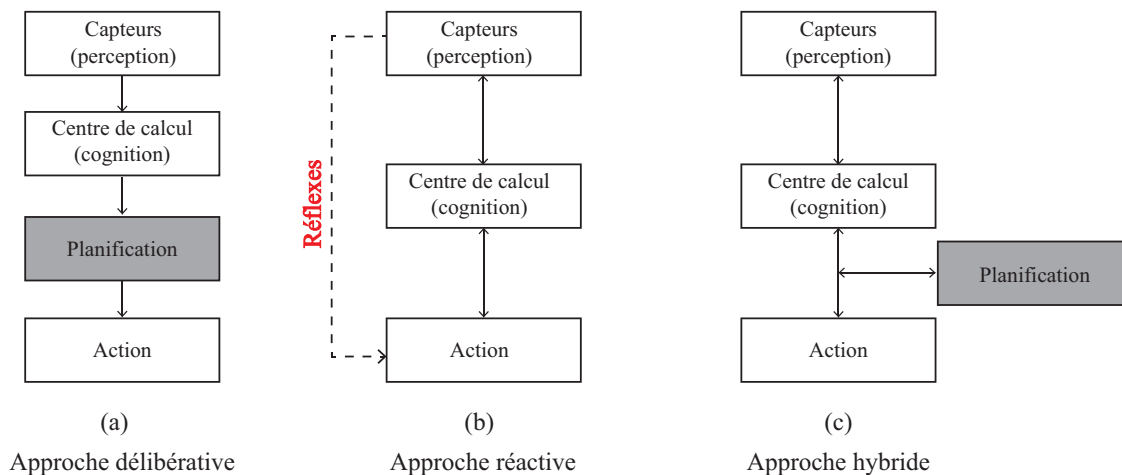 Capteurs
(perception)
Centre de calcul
(cognition)
Planification
Action
(a)
Approche délibérative
Réflexes
Capteurs
(perception)
Centre de calcul
(cognition)
Action
(b)
Approche réactive
Capteurs
(perception)
Centre de calcul
(cognition)
Planification
Action
(c)
Approche hybride